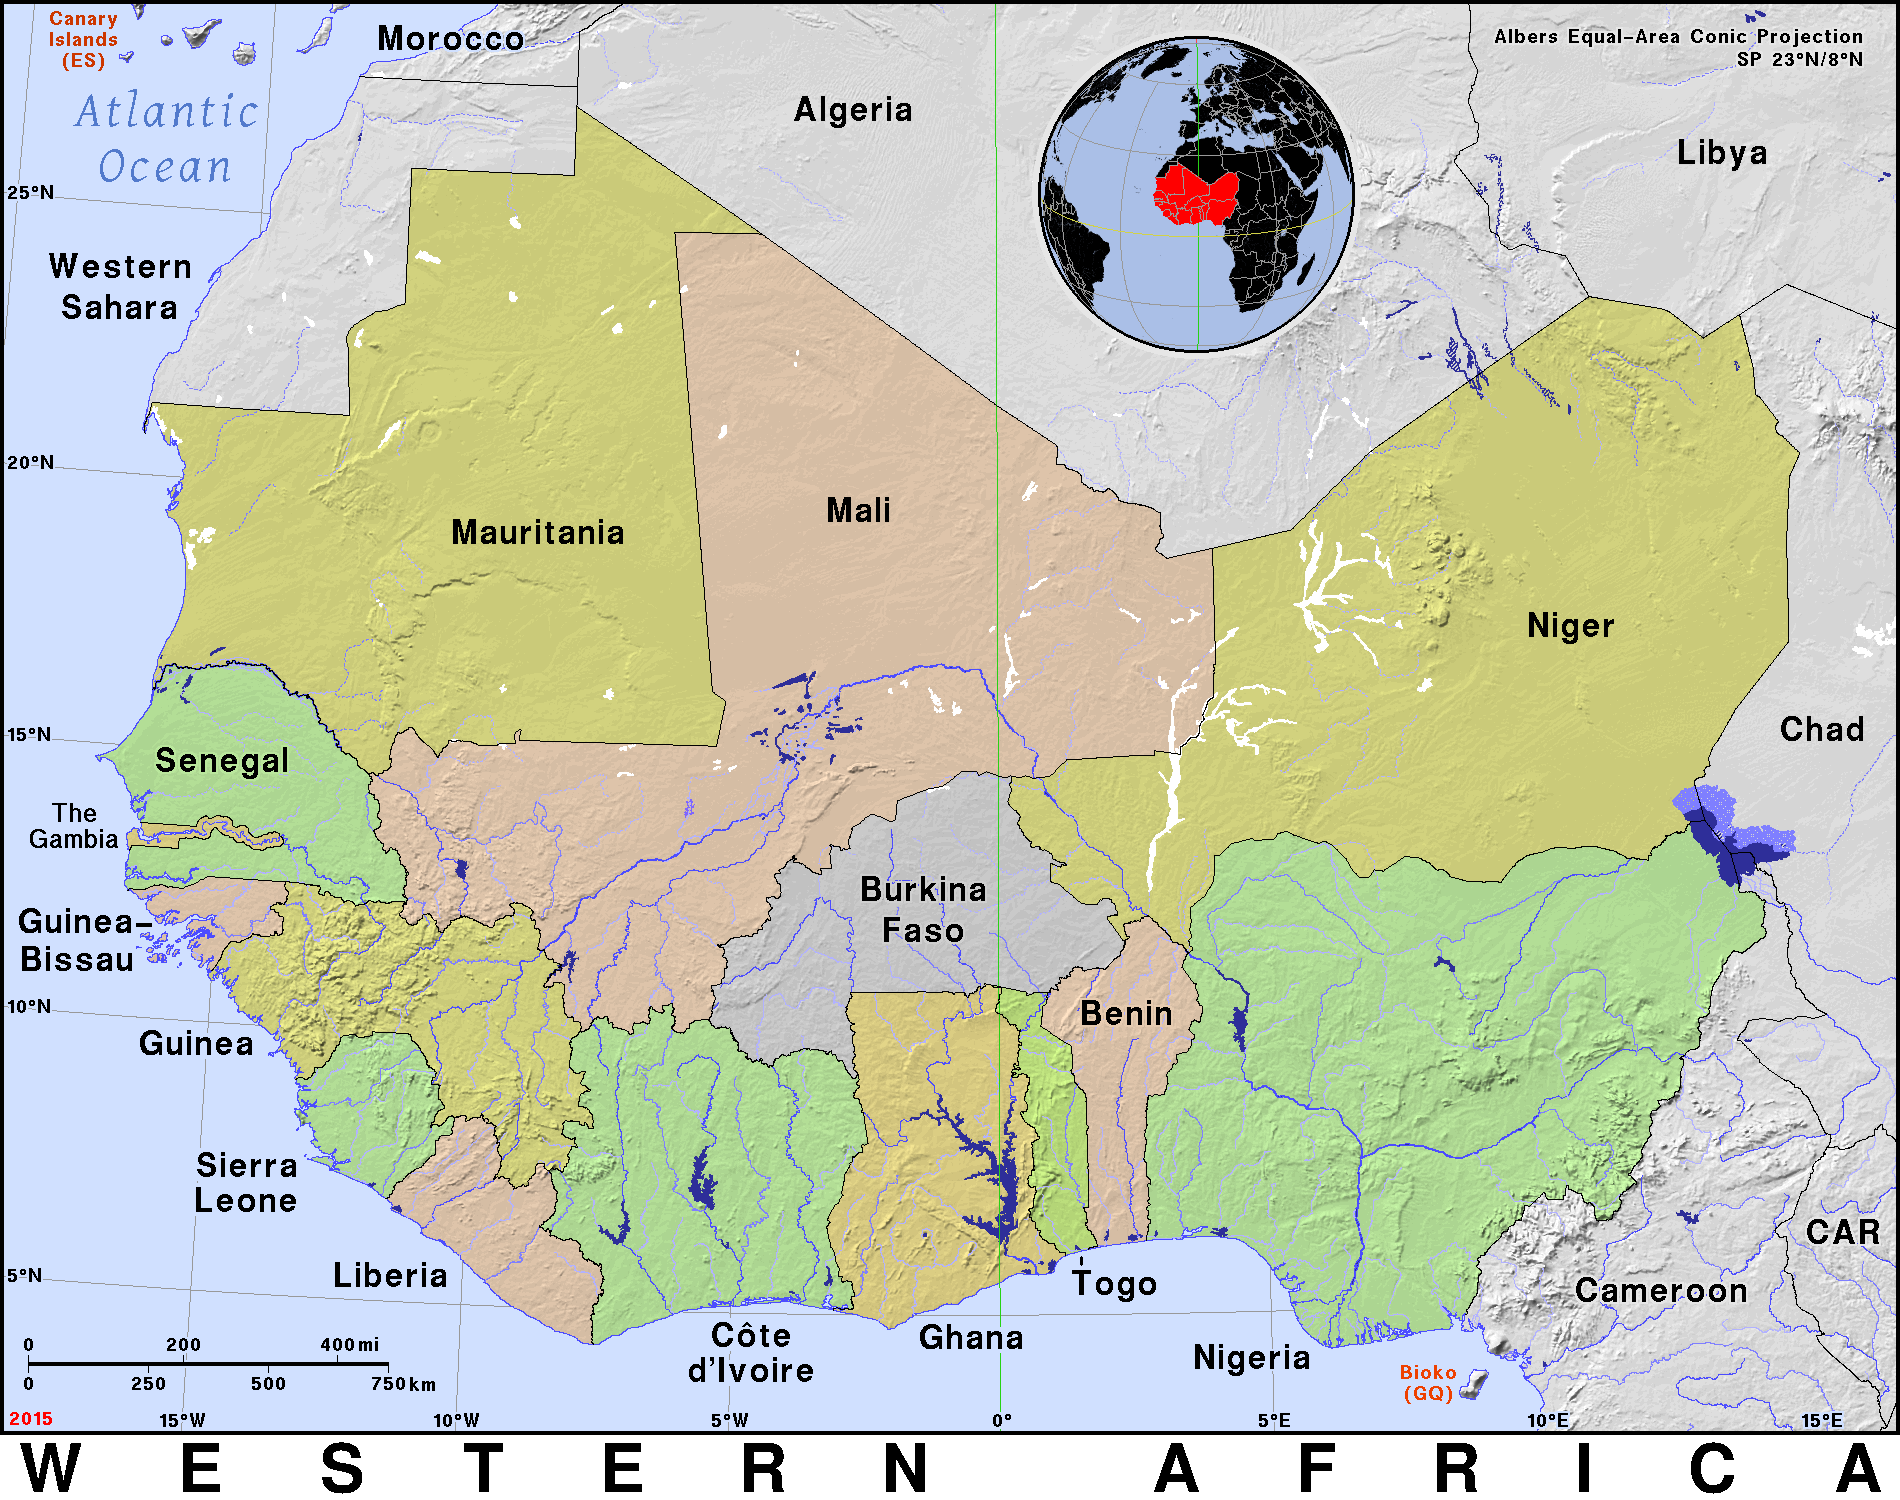 Canary
Islands
(ES)
Morocco
Albers Equal-Area Conic Projection
SP 23°N/8°N
Atlantic
Ocean
Algeria
Libya
25°N
Western
Sahara
20°N
Mauritania
Mali
Niger
15°N
Senegal
Chad
The
Gambia
Burkina
Faso
Guinea-
Bissau
10°N
Benin
Guinea
Sierra
Leone
CAR
5°N
Liberia
Togo
Cameroon
Côte
d'Ivoire
Ghana
Nigeria
Bioko
(GQ)
0 200 400 mi
0 250 500 750 km
2015
15°W 10°W 5°W 0° 5°E 10°E 15°E
WESTERN AFRICA